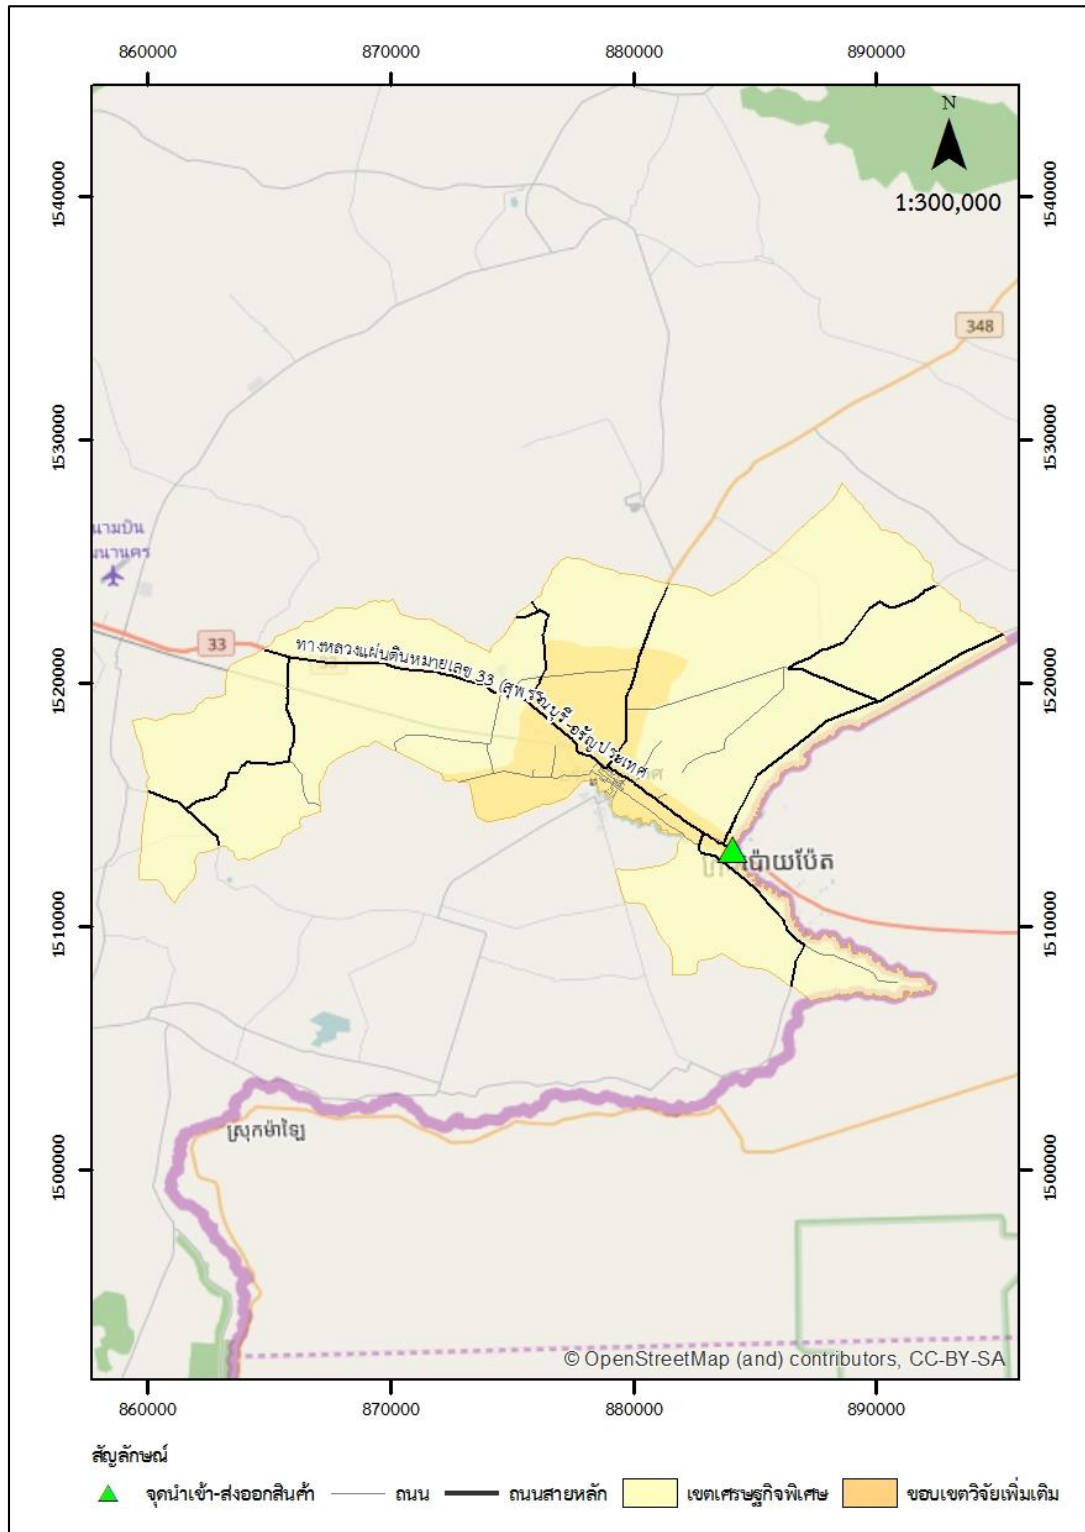 860000 870000 880000 890000
N
1:300,000
1540000 1540000
348
1530000 1530000
นามบิน
นานคร
33
ทางหลวงแผ่นดินหมายเลข 33 (สุพรรณบุรี-อรัญประเทศ
1520000 1520000
ប៉ោយប៉ែត
1510000 1510000
ស្រុកម៉ាឡៃ
1500000 1500000
© OpenStreetMap (and) contributors, CC-BY-SA
860000 870000 880000 890000
สัญลักษณ์
จุดนำเข้า-ส่งออกสินค้า ถนน ถนนสายหลัก เขตเศรษฐกิจพิเศษ ขอบเขตวิจัยเพิ่มเติม